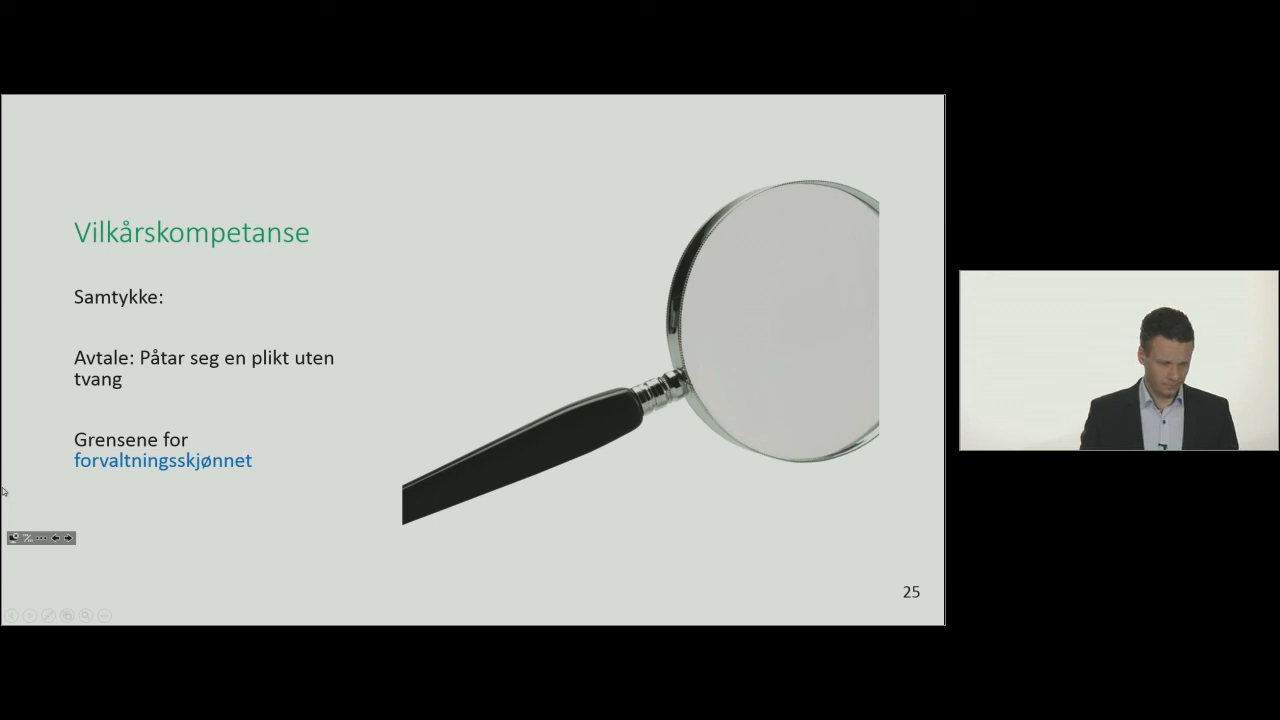 Vilkårskompetanse
Samtykke:
Avtale: Påtar seg en plikt uten
tvang
Grensene for
forvaltningsskjønnet
25